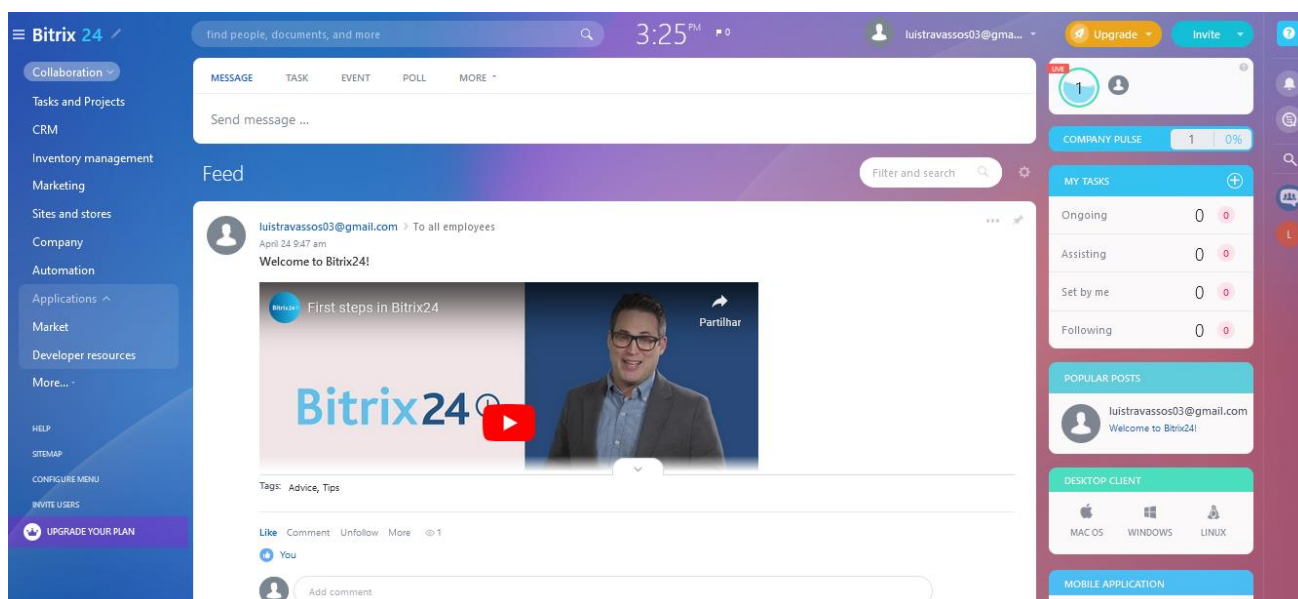 Bitrix 24
find people, documents, and more
3:25 PM
0
luistravassos03@gma...
Upgrade
Invite
?
Collaboration
Tasks and Projects
CRM
Inventory management
Marketing
Sites and stores
Company
Automation
Applications
Market
Developer resources
More...
HELP
SITEMAP
CONFIGURE MENU
INVITE USERS
UPGRADE YOUR PLAN
MESSAGE TASK EVENT POLL MORE
Send message ...
Feed
Filter and search
luistravassos03@gmail.com > To all employees
April 24 9:47 am
Welcome to Bitrix24!
Bitrix24
First steps in Bitrix24
Partilhar
Bitrix24
Tags: Advice, Tips
Like Comment Unfollow More 1
You
Add comment
LIVE
1
?
COMPANY PULSE 1 0%
MY TASKS
Ongoing 0 0
Assisting 0 0
Set by me 0 0
Following 0 0
POPULAR POSTS
luistravassos03@gmail.com
Welcome to Bitrix24!
DESKTOP CLIENT
MAC OS WINDOWS LINUX
MOBILE APPLICATION
L